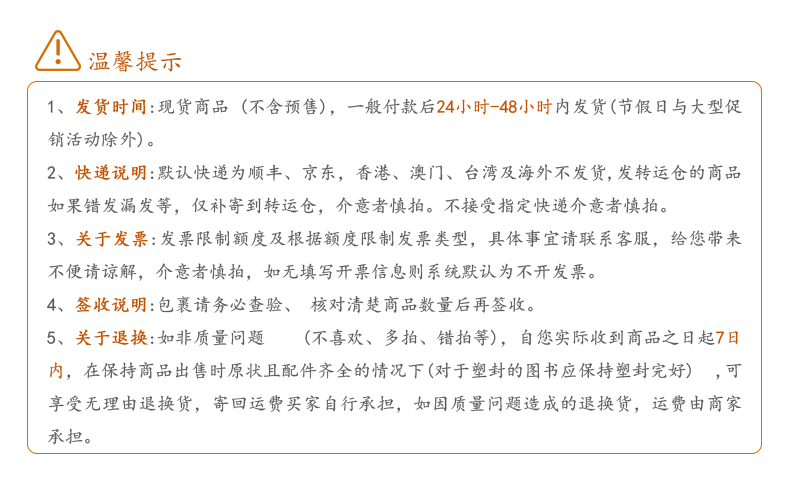 温馨提示
1、发货时间:现货商品 (不含预售)，一般付款后24小时-48小时内发货(节假日与大型促
销活动除外)。
2、快递说明:默认快递为顺丰、京东，香港、澳门、台湾及海外不发货,发转运仓的商品
如果错发漏发等，仅补寄到转运仓，介意者慎拍。不接受指定快递介意者慎拍。
3、关于发票:发票限制额度及根据额度限制发票类型，具体事宜请联系客服，给您带来
不便请谅解，介意者慎拍，如无填写开票信息则系统默认为不开发票。
4、签收说明:包裹请务必查验、 核对清楚商品数量后再签收。
5、关于退换:如非质量问题 (不喜欢、多拍、错拍等)，自您实际收到商品之日起7日
内，在保持商品出售时原状且配件齐全的情况下(对于塑封的图书应保持塑封完好) ,可
享受无理由退换货，寄回运费买家自行承担，如因质量问题造成的退换货，运费由商家
承担。